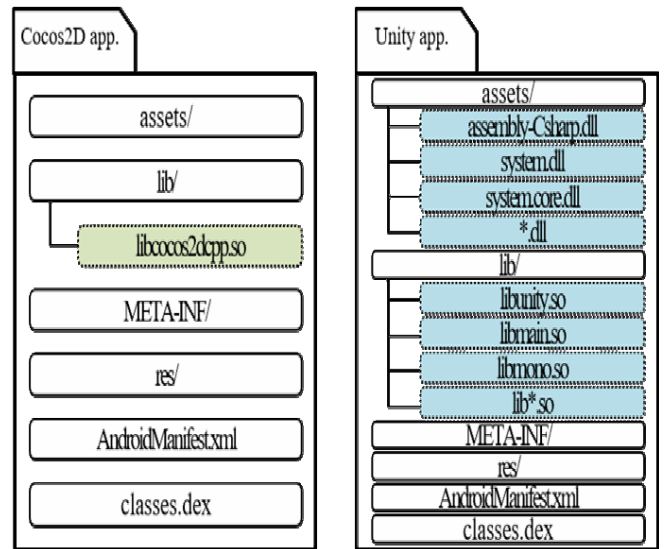 Cocos2D app.
assets/
lib/
libcocos2dcpp.so
META-INF/
res/
AndroidManifest.xml
classes.dex
Unity app.
assets/
assembly-Csharp.dll
system.dll
system.core.dll
*.dll
lib/
libunity.so
libmain.so
libmono.so
lib*.so
META-INF/
res/
AndroidManifest.xml
classes.dex